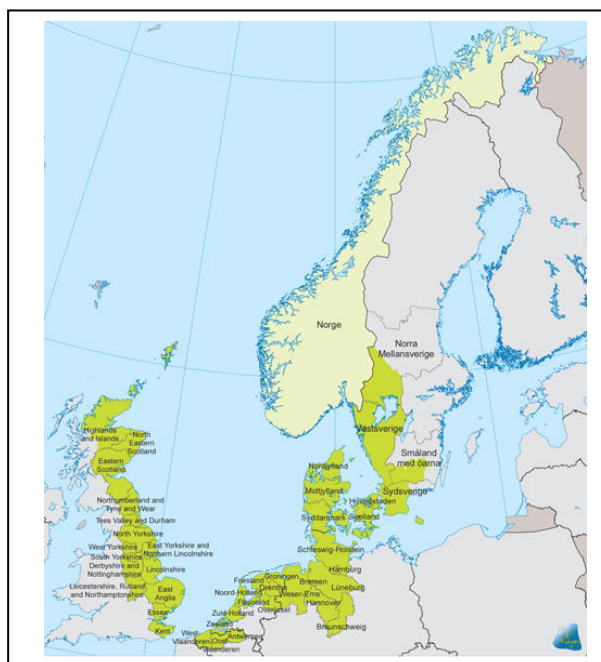 Norge
Norra
Mellansverige
Västsverige
Småland
med öarna
Sydsverige
Highlands
and Islands
North
Eastern
Scotland
Eastern
Scotland
Nordjylland
Midtjylland
Hovedstaden
Syddanmark
Sjælland
Northumberland and
Tyne and Wear
Tees Valley and Durham
North Yorkshire
West Yorkshire
East Yorkshire and
Northern Lincolnshire
South Yorkshire
Derbyshire and
Nottinghamshire
Lincolnshire
Leicestershire, Rutland
and Northamptonshire
East
Anglia
Essex
Kent
Schleswig-Holstein
Hamburg
Bremen
Lüneburg
Weser-Ems
Hannover
Braunschweig
Groningen
Friesland
Drenthe
Noord-Holland
Flevoland
Overijssel
Zuid-Holland
Zeeland
West-
Vlaanderen
Oost-
Vlaanderen
Antwerpen